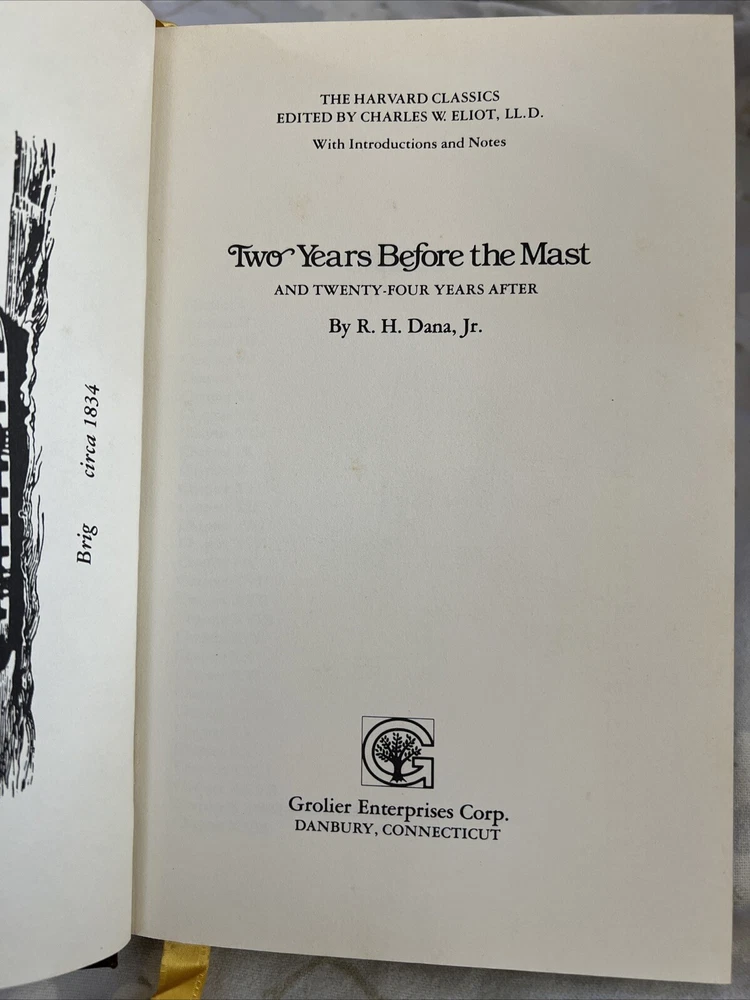 Brig circa 1834
THE HARVARD CLASSICS
EDITED BY CHARLES W. ELIOT, LL.D.
With Introductions and Notes
Two Years Before the Mast
AND TWENTY-FOUR YEARS AFTER
By R. H. Dana, Jr.
G
Grolier Enterprises Corp.
DANBURY, CONNECTICUT